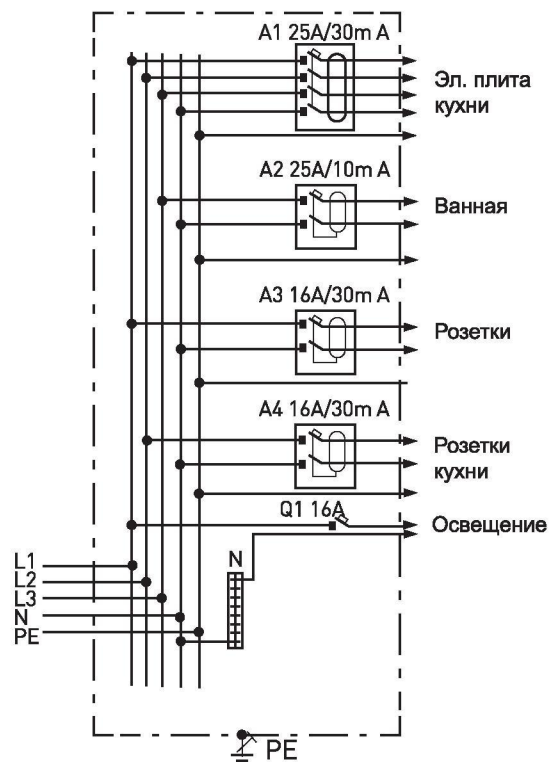 A1 25A/30m A
Эл. плита
кухни
A2 25A/10m A
Ванная
A3 16A/30m A
Розетки
A4 16A/30m A
Розетки
кухни
Q1 16A
Освещение
N
L1
L2
L3
N
PE
PE